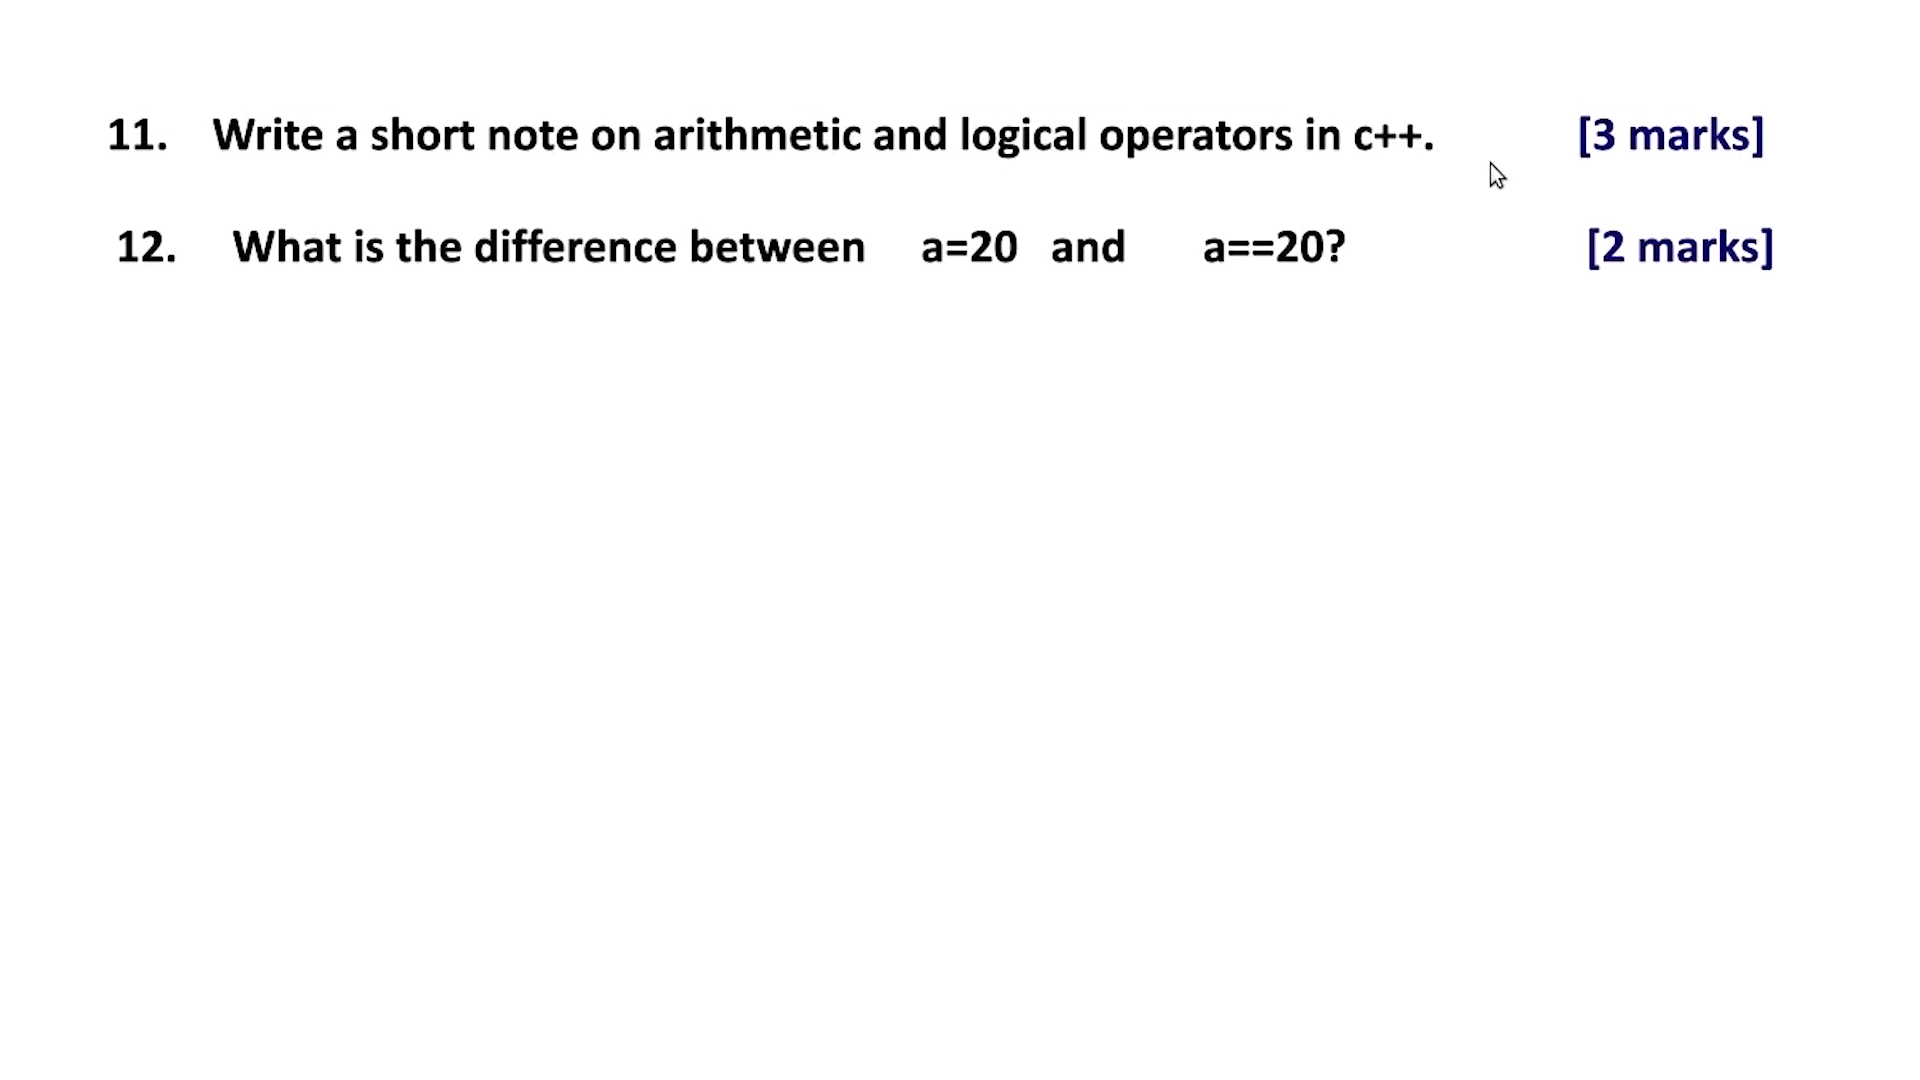 11. Write a short note on arithmetic and logical operators in c++. [3 marks]
12. What is the difference between a=20 and a==20? [2 marks]